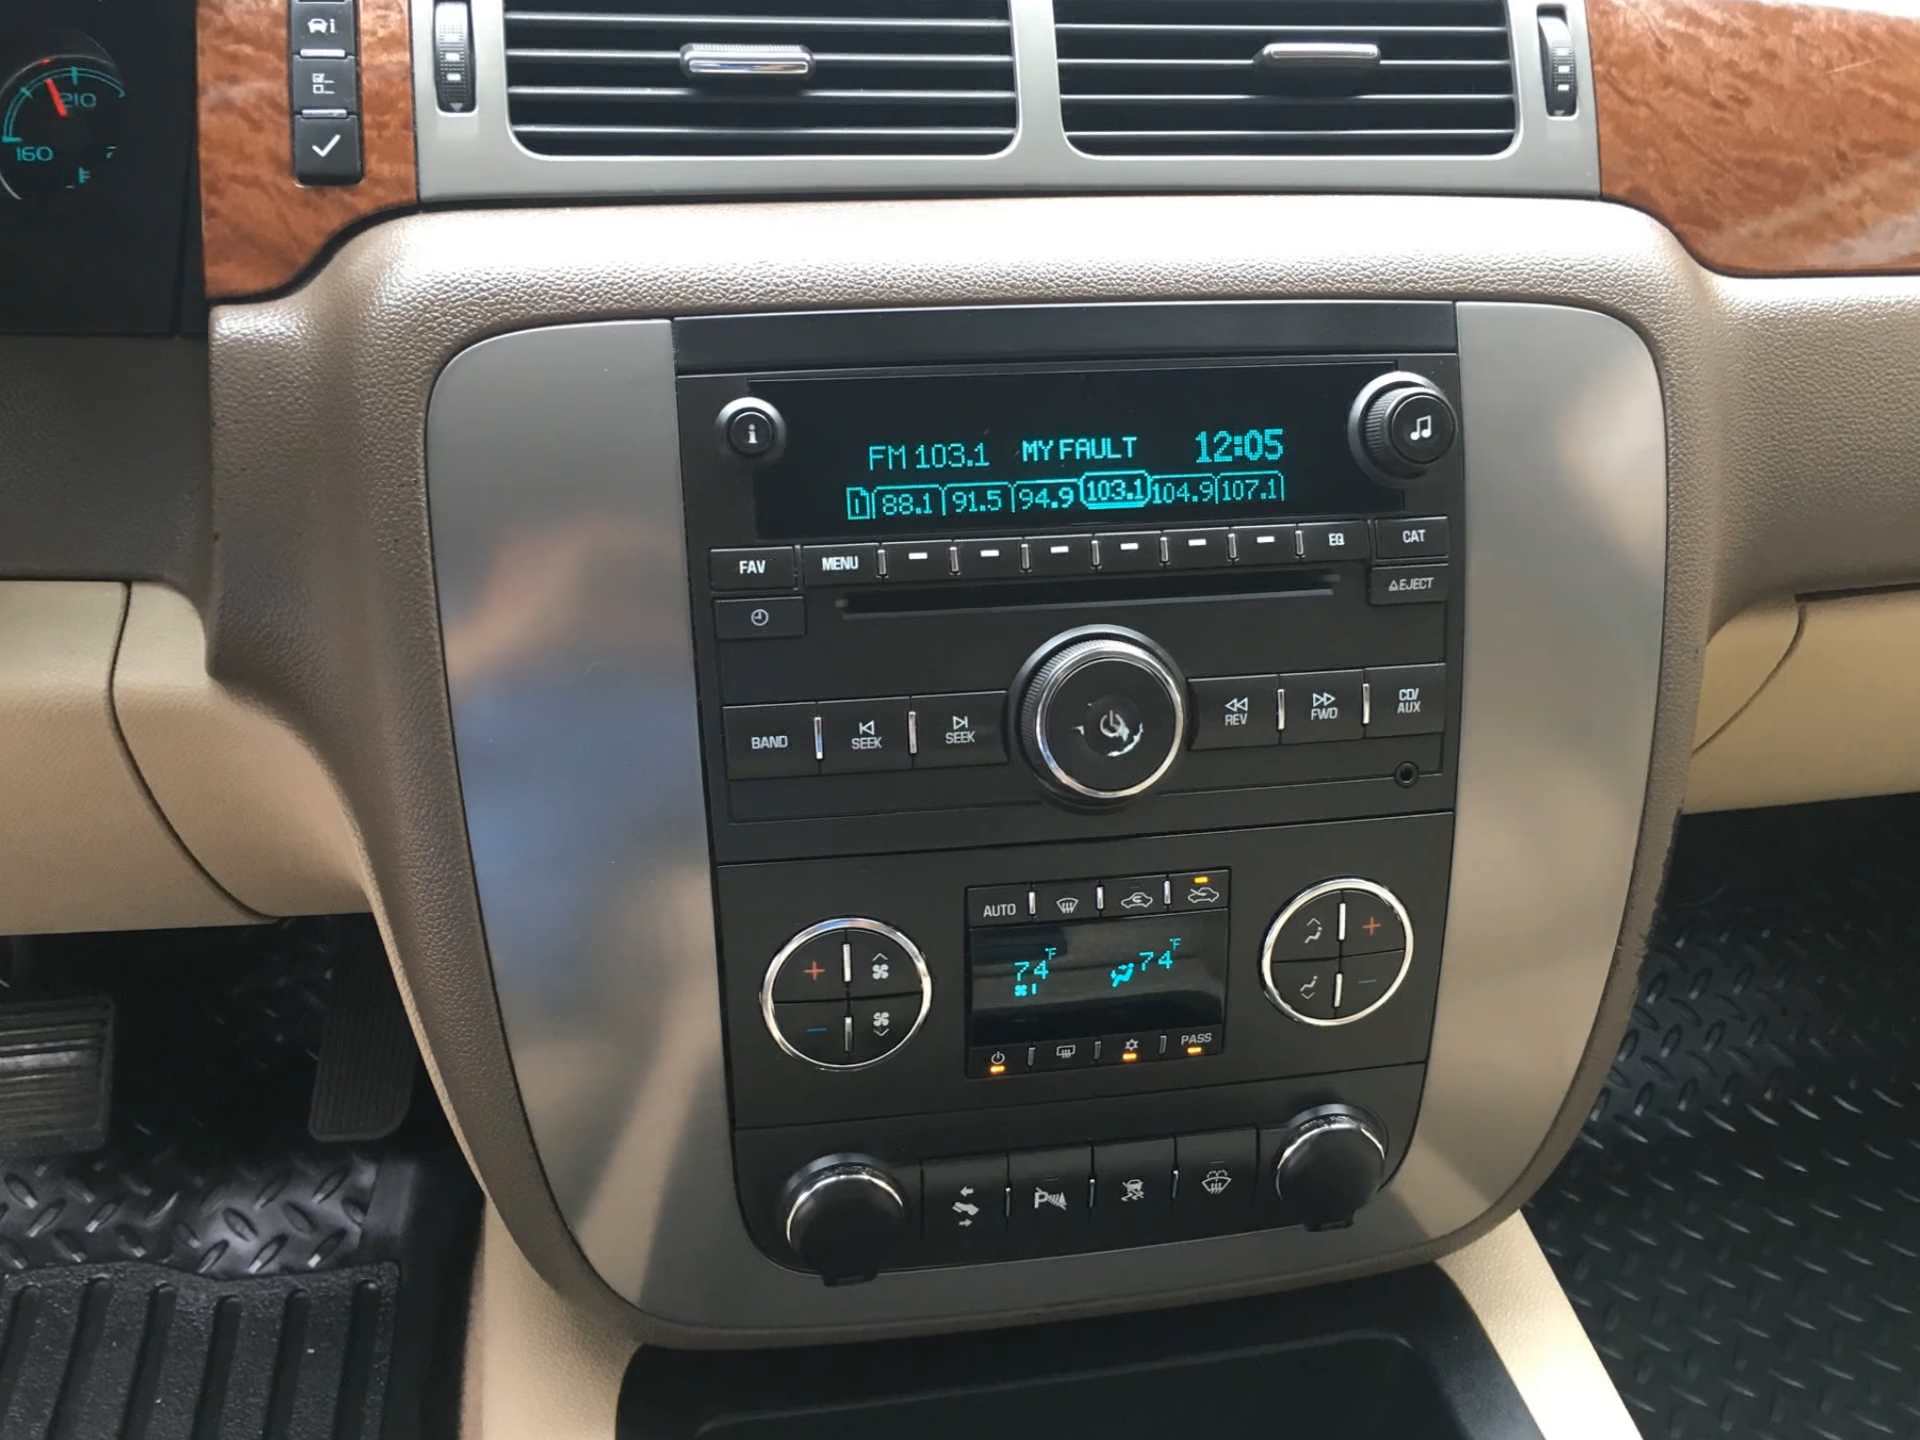 210
160
FM 103.1 MY FAULT 12:05
1 88.1 91.5 94.9 103.1 104.9 107.1
FAV MENU EQ CAT
EJECT
BAND SEEK SEEK REV FWD CD/AUX
AUTO
74°F 74°F
PASS
P